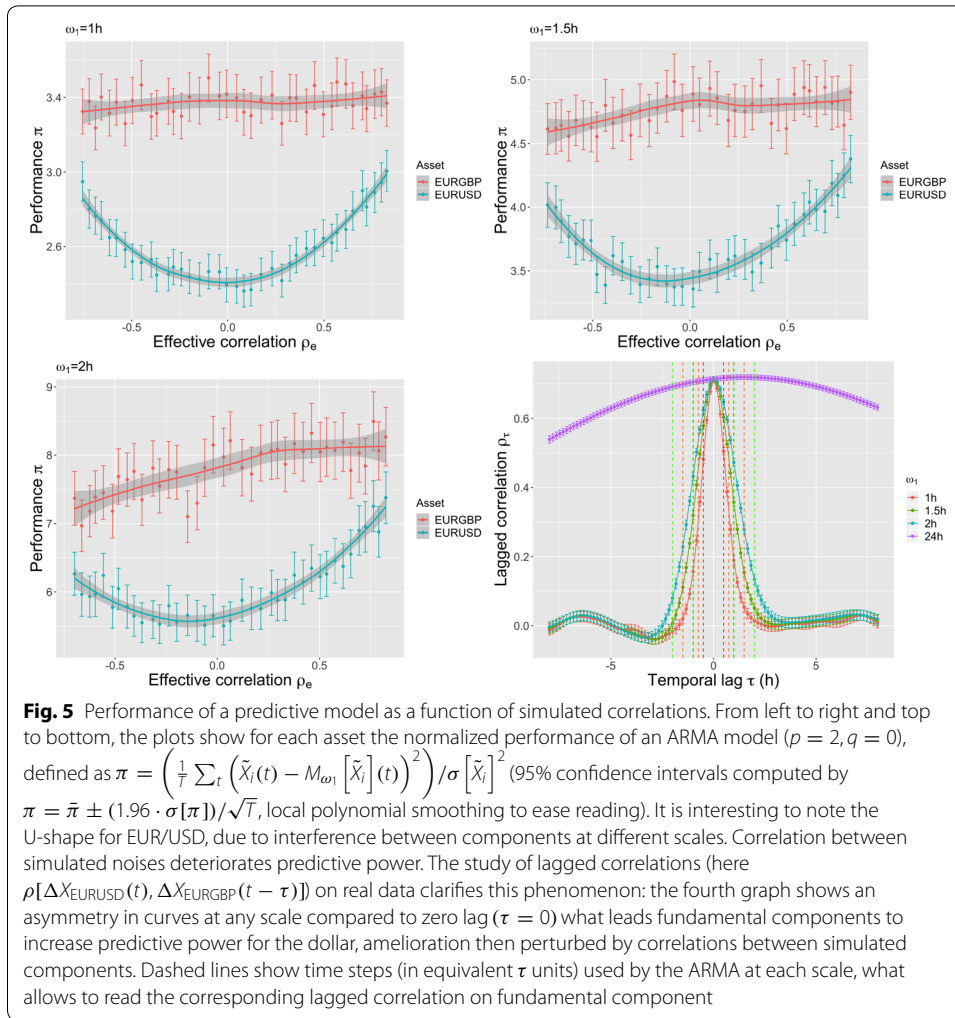 ω₁=1h
3.4
3.0
2.6
Performance π
-0.5 0.0 0.5
Effective correlation ρₑ
Asset
EURGBP
EURUSD
ω₁=1.5h
5.0
4.5
4.0
3.5
Performance π
-0.5 0.0 0.5
Effective correlation ρₑ
Asset
EURGBP
EURUSD
ω₁=2h
9
8
7
6
Performance π
-0.5 0.0 0.5
Effective correlation ρₑ
Asset
EURGBP
EURUSD
0.6
0.4
0.2
0.0
Lagged correlation ρ_τ
-5 0 5
Temporal lag τ (h)
ω₁
1h
1.5h
2h
24h
Fig. 5 Performance of a predictive model as a function of simulated correlations. From left to right and top
to bottom, the plots show for each asset the normalized performance of an ARMA model (p = 2, q = 0),
defined as π = (1/T ∑_t (X̃_i(t) − M_ω₁[X̃_i](t))²)/σ[X̃_i]² (95% confidence intervals computed by
π = π̄ ± (1.96 · σ[π])/√T, local polynomial smoothing to ease reading). It is interesting to note the
U-shape for EUR/USD, due to interference between components at different scales. Correlation between
simulated noises deteriorates predictive power. The study of lagged correlations (here
ρ[ΔX_EURUSD(t), ΔX_EURGBP(t − τ)]) on real data clarifies this phenomenon: the fourth graph shows an
asymmetry in curves at any scale compared to zero lag (τ = 0) what leads fundamental components to
increase predictive power for the dollar, amelioration then perturbed by correlations between simulated
components. Dashed lines show time steps (in equivalent τ units) used by the ARMA at each scale, what
allows to read the corresponding lagged correlation on fundamental component